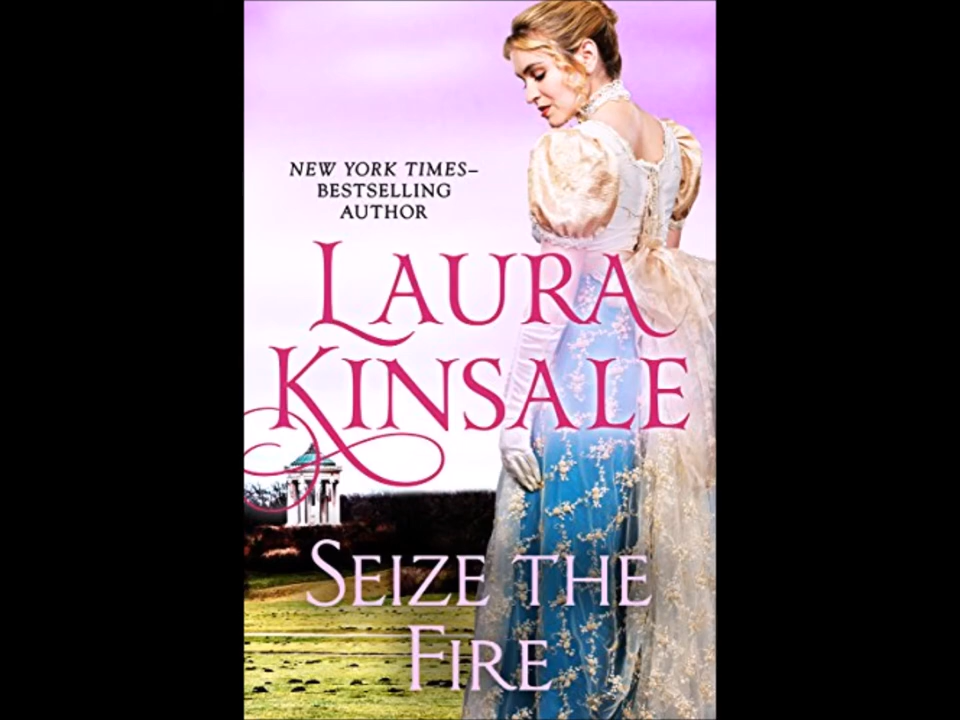 NEW YORK TIMES–
BESTSELLING
AUTHOR
LAURA
KINSALE
SEIZE THE
FIRE